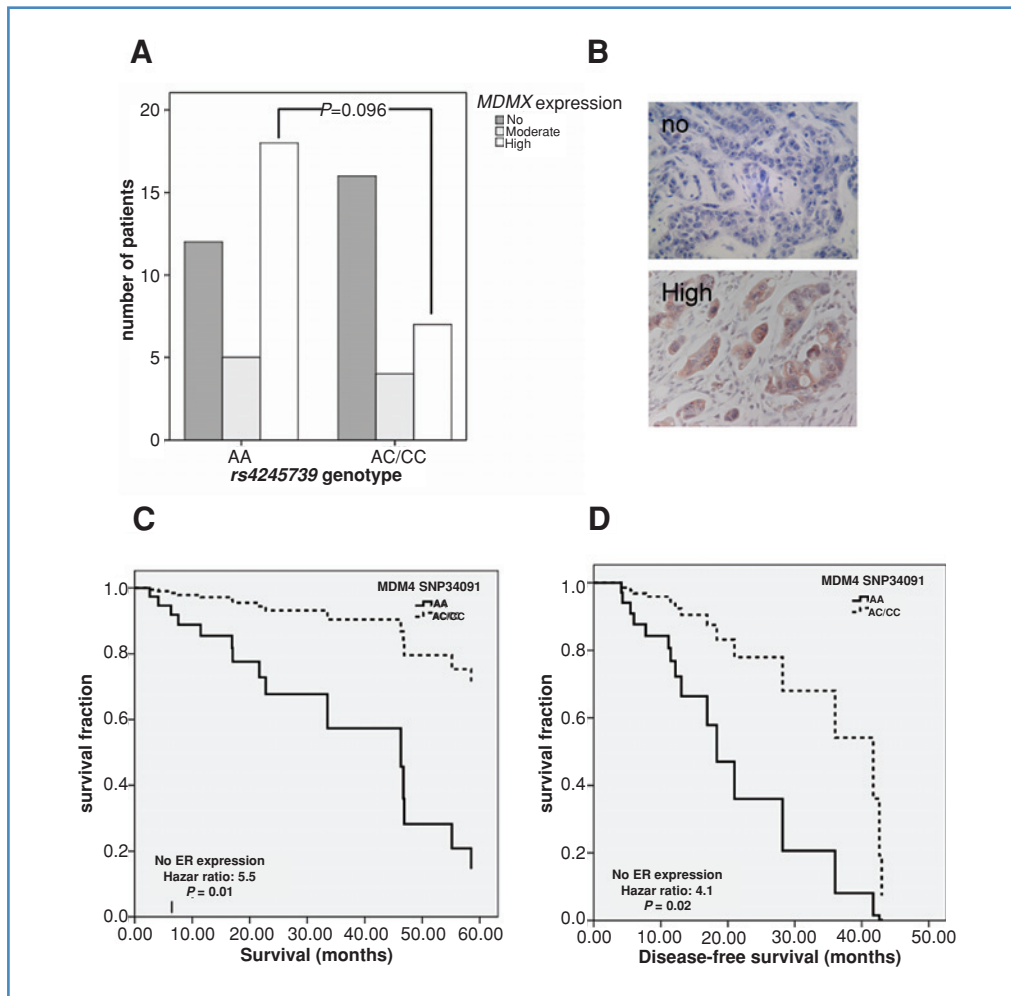 A
MDMX expression
No
Moderate
High
P=0.096
20
15
10
5
0
number of patients
AA
AC/CC
rs4245739 genotype
B
no
High
C
MDM4 SNP34091
AA
AC/CC
1.0
0.8
0.6
0.4
0.2
0.0
survival fraction
No ER expression
Hazar ratio: 5.5
P = 0.01
0.00 10.00 20.00 30.00 40.00 50.00 60.00
Survival (months)
D
MDM4 SNP34091
AA
AC/CC
1.0
0.8
0.6
0.4
0.2
0.0
survival fraction
No ER expression
Hazar ratio: 4.1
P = 0.02
0.00 10.00 20.00 30.00 40.00 50.00
Disease-free survival (months)